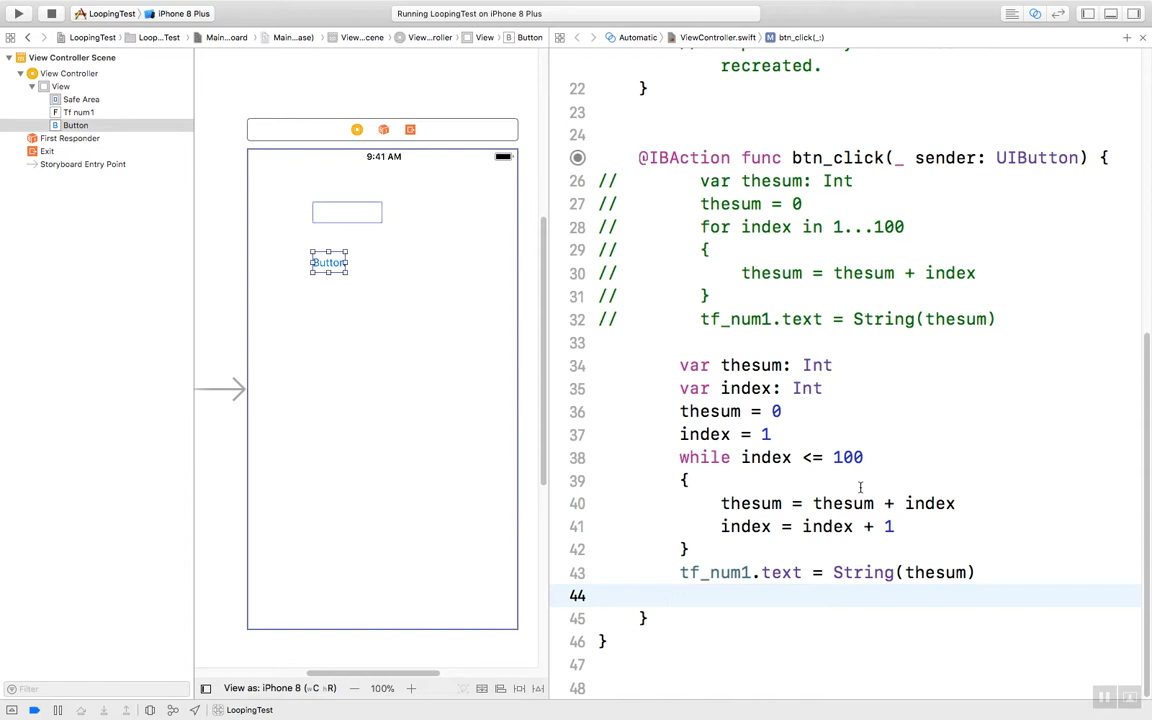 LoopingTest iPhone 8 Plus Running LoopingTest on iPhone 8 Plus
LoopingTest Loop...Test Main...oard Main...ase) View...cene View...roller View Button Automatic ViewController.swift btn_click(_:)
View Controller Scene
View Controller
View
Safe Area
F Tf num1
B Button
First Responder
Exit
Storyboard Entry Point
Filter
9:41 AM
Button
View as: iPhone 8 (wC hR) 100%
recreated.
22 }
23
24
@IBAction func btn_click(_ sender: UIButton) {
26 // var thesum: Int
27 // thesum = 0
28 // for index in 1...100
29 // {
30 // thesum = thesum + index
31 // }
32 // tf_num1.text = String(thesum)
33
34 var thesum: Int
35 var index: Int
36 thesum = 0
37 index = 1
38 while index <= 100
39 {
40 thesum = thesum + index
41 index = index + 1
42 }
43 tf_num1.text = String(thesum)
44
45 }
46 }
47
48
LoopingTest